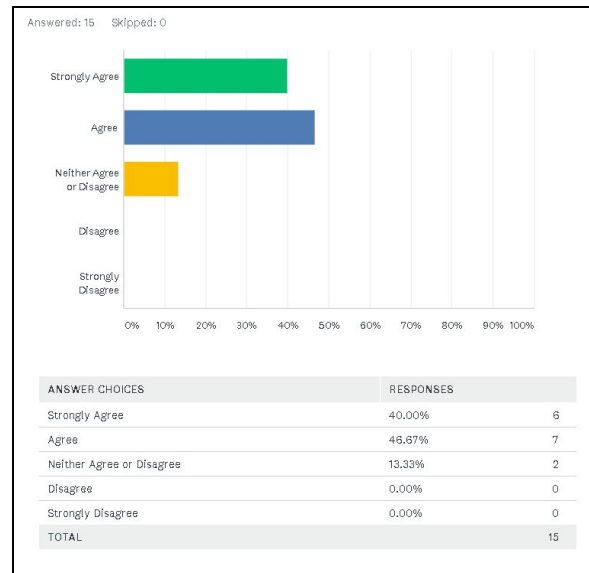 Answered: 15 Skipped: 0
Strongly Agree
Agree
Neither Agree
or Disagree
Disagree
Strongly
Disagree
0% 10% 20% 30% 40% 50% 60% 70% 80% 90% 100%
ANSWER CHOICES RESPONSES
Strongly Agree 40.00% 6
Agree 46.67% 7
Neither Agree or Disagree 13.33% 2
Disagree 0.00% 0
Strongly Disagree 0.00% 0
TOTAL 15